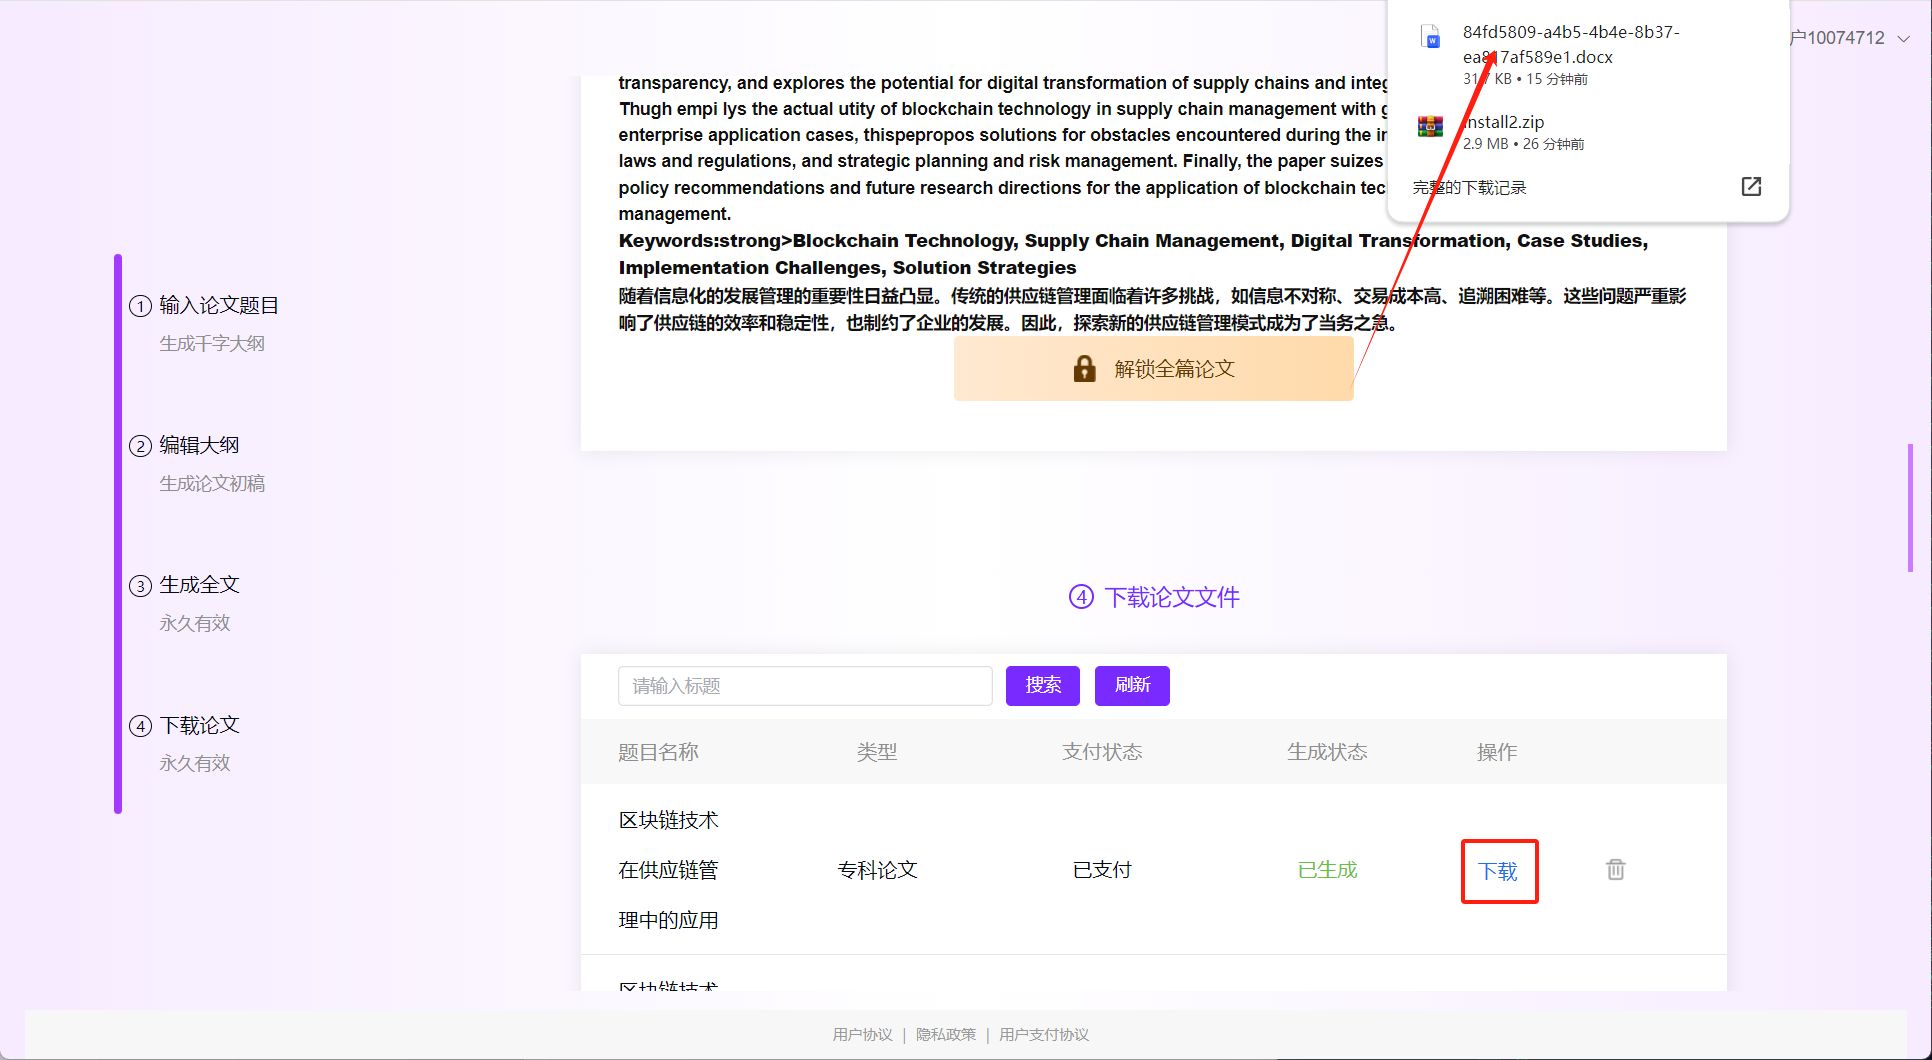 84fd5809-a4b5-4b4e-8b37-
ea817af589e1.docx
31.7 KB • 15 分钟前
install2.zip
2.9 MB • 26 分钟前
完整的下载记录
户10074712
transparency, and explores the potential for digital transformation of supply chains and integ
Thugh empi lys the actual utity of blockchain technology in supply chain management with g
enterprise application cases, thispepropos solutions for obstacles encountered during the in
laws and regulations, and strategic planning and risk management. Finally, the paper suizes
policy recommendations and future research directions for the application of blockchain tec
management.
Keywords:strong>Blockchain Technology, Supply Chain Management, Digital Transformation, Case Studies,
Implementation Challenges, Solution Strategies
随着信息化的发展管理的重要性日益凸显。传统的供应链管理面临着许多挑战，如信息不对称、交易成本高、追溯困难等。这些问题严重影
响了供应链的效率和稳定性，也制约了企业的发展。因此，探索新的供应链管理模式成为了当务之急。
解锁全篇论文
① 输入论文题目
生成千字大纲
② 编辑大纲
生成论文初稿
③ 生成全文
永久有效
④ 下载论文
永久有效
④ 下载论文文件
请输入标题 搜索 刷新
题目名称 类型 支付状态 生成状态 操作
区块链技术
在供应链管 专科论文 已支付 已生成 下载
理中的应用
区块链技术
用户协议 | 隐私政策 | 用户支付协议